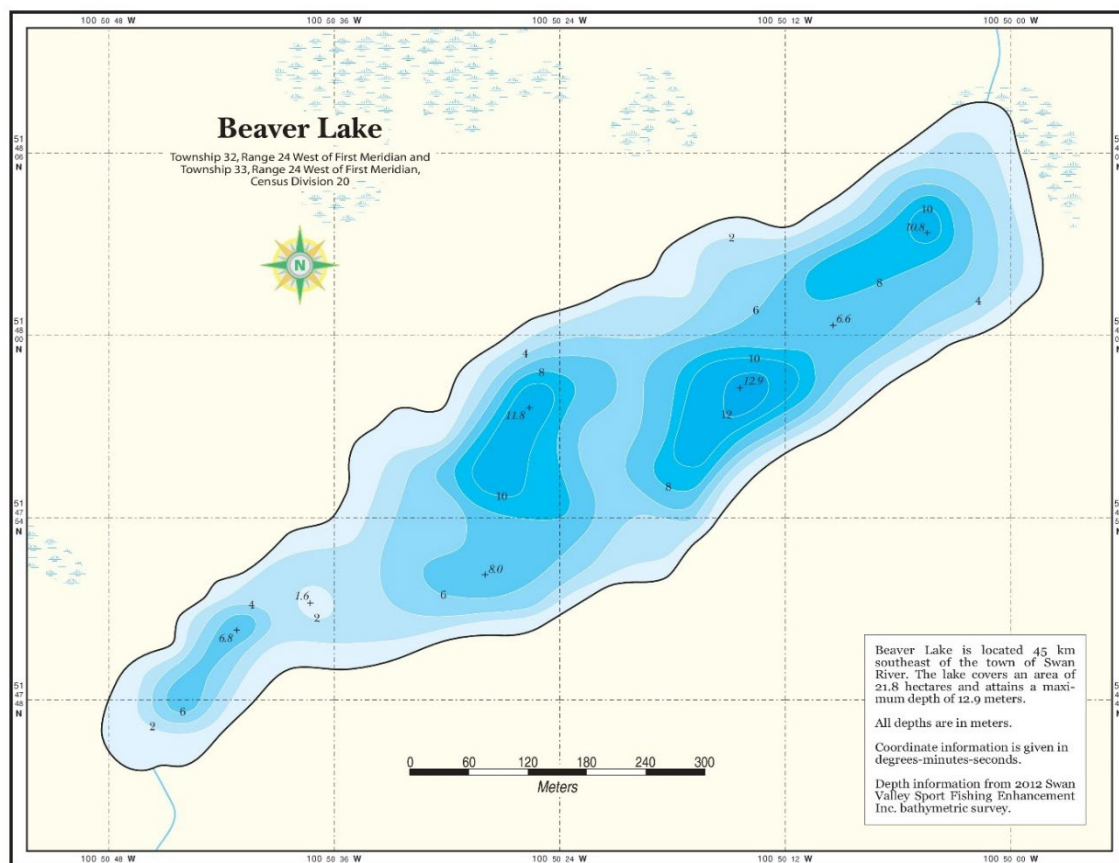 100 50 48 W
100 50 36 W
100 50 24 W
100 50 12 W
100 50 00 W
Beaver Lake
Township 32, Range 24 West of First Meridian and
Township 33, Range 24 West of First Meridian,
Census Division 20
N
51
48
06
N
51
48
00
N
51
47
54
N
51
47
48
N
10
10.8
2
8
4
6
6.6
4
8
10
12.9
11.8
12
10
8
8.0
6
1.6
2
4
6.8
6
2
0 60 120 180 240 300
Meters
Beaver Lake is located 45 km
southeast of the town of Swan
River. The lake covers an area of
21.8 hectares and attains a maxi-
mum depth of 12.9 meters.
All depths are in meters.
Coordinate information is given in
degrees-minutes-seconds.
Depth information from 2012 Swan
Valley Sport Fishing Enhancement
Inc. bathymetric survey.
100 50 48 W
100 50 36 W
100 50 24 W
100 50 12 W
100 50 00 W